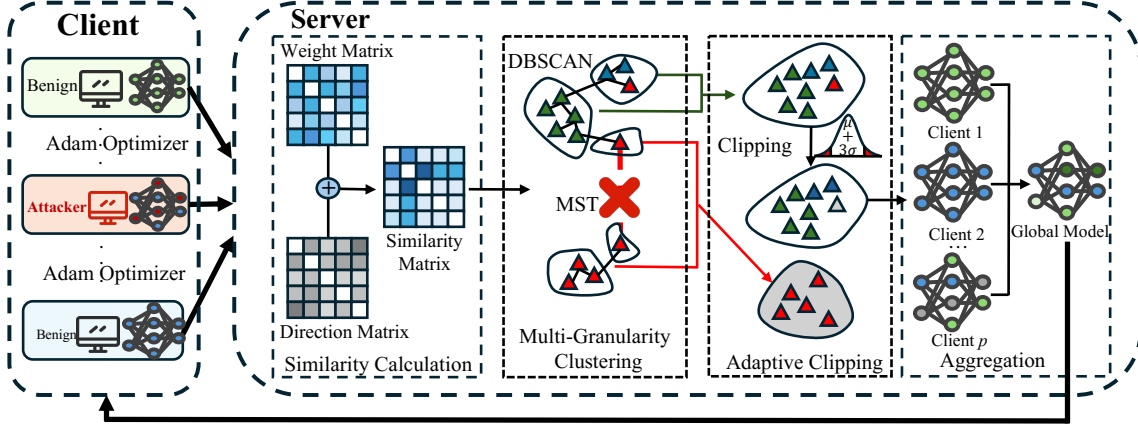 Client
Benign
Adam Optimizer
Attacker
Adam Optimizer
Benign
Server
Weight Matrix
+
Similarity
Matrix
Direction Matrix
Similarity Calculation
DBSCAN
MST
Multi-Granularity
Clustering
Clipping
μ
+
3σ
Adaptive Clipping
Client 1
Client 2
...
Client p
Global Model
Aggregation